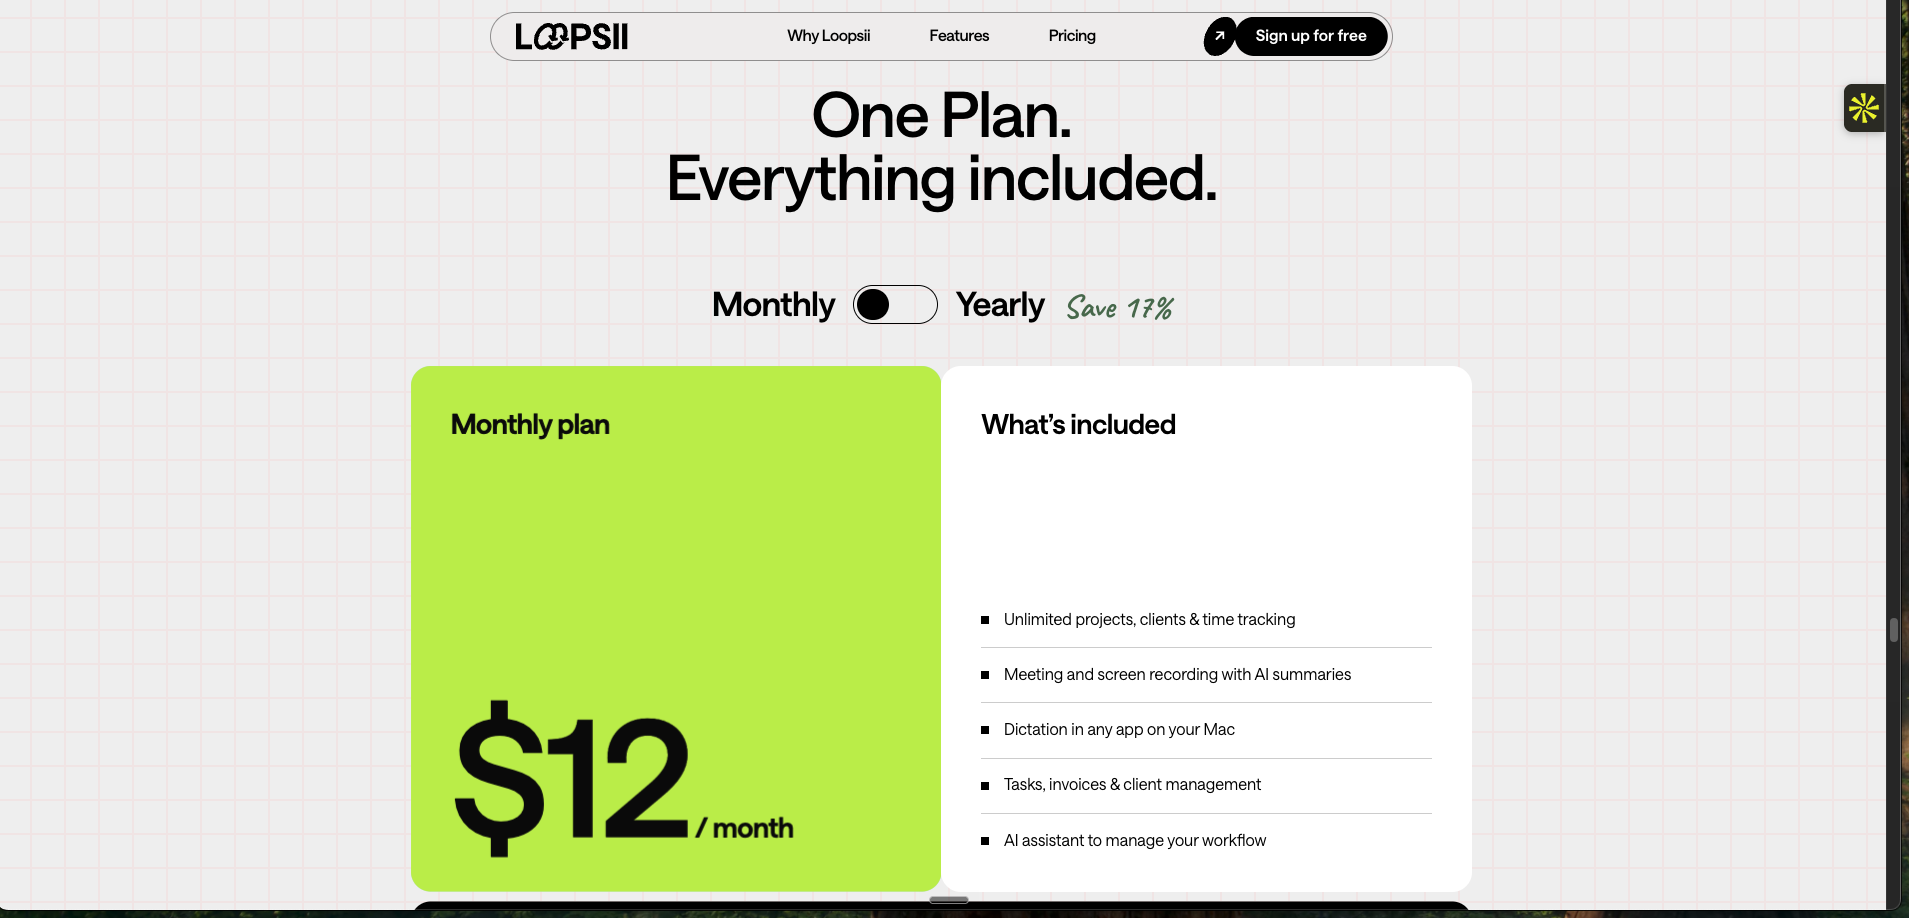 LOOPSII
Why Loopsii
Features
Pricing
Sign up for free
One Plan.
Everything included.
Monthly
Yearly
Save 17%
Monthly plan
$12 / month
What's included
Unlimited projects, clients & time tracking
Meeting and screen recording with AI summaries
Dictation in any app on your Mac
Tasks, invoices & client management
AI assistant to manage your workflow